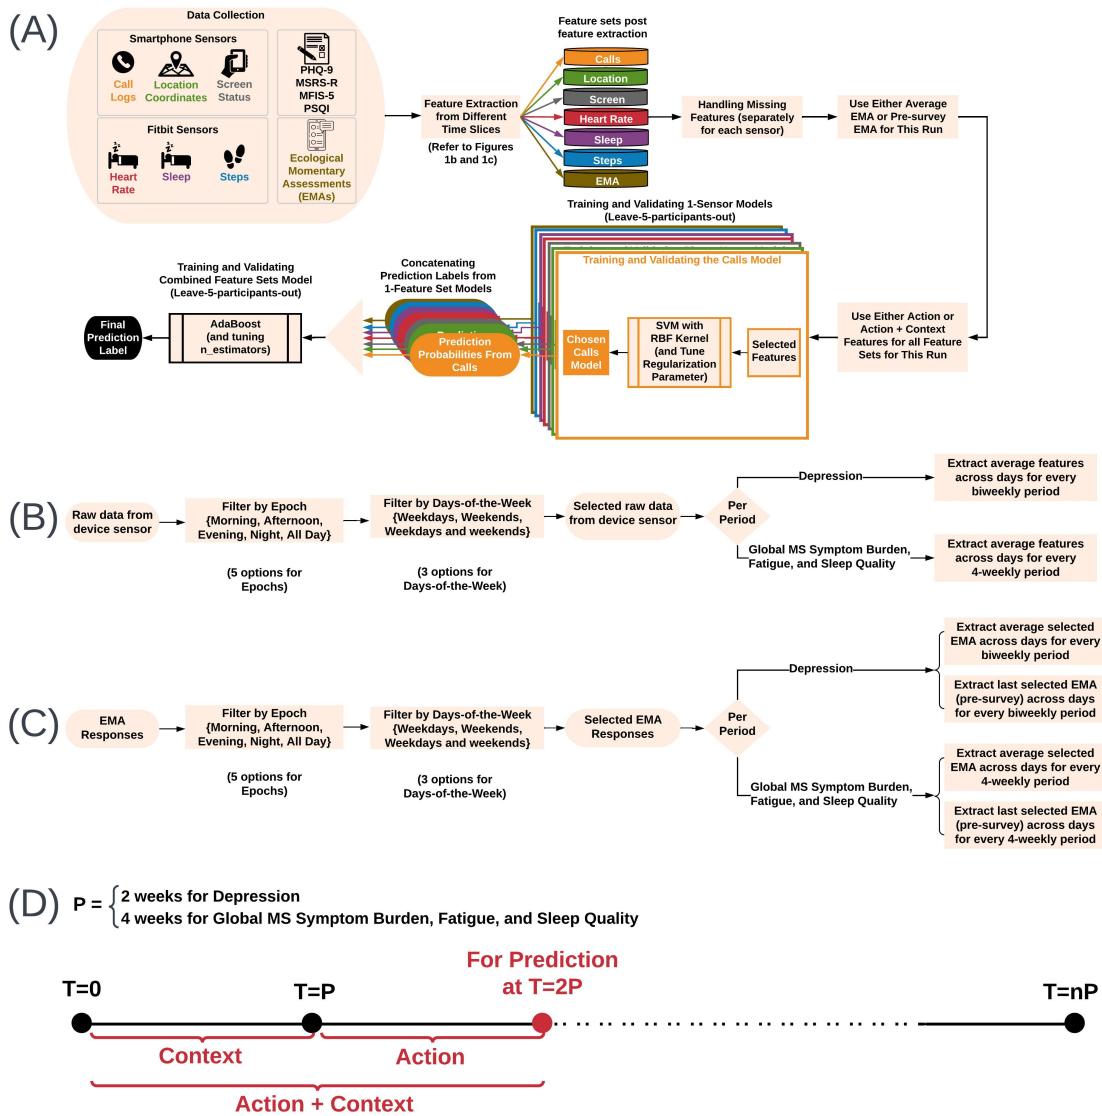 (A)
Data Collection
Smartphone Sensors
Call
Logs
Location
Coordinates
Screen
Status
PHQ-9
MSRS-R
MFIS-5
PSQI
Fitbit Sensors
Heart
Rate
Sleep
Steps
Ecological
Momentary
Assessments
(EMAs)
Feature Extraction
from Different
Time Slices
(Refer to Figures
1b and 1c)
Feature sets post
feature extraction
Calls
Location
Screen
Heart Rate
Sleep
Steps
EMA
Handling Missing
Features (separately
for each sensor)
Use Either Average
EMA or Pre-survey
EMA for This Run
Use Either Action or
Action + Context
Features for all Feature
Sets for This Run
Training and Validating 1-Sensor Models
(Leave-5-participants-out)
Training and Validating the Calls Model
Selected
Features
SVM with
RBF Kernel
(and Tune
Regularization
Parameter)
Chosen
Calls
Model
Concatenating
Prediction Labels from
1-Feature Set Models
Prediction
Probabilities From
Calls
Training and Validating
Combined Feature Sets Model
(Leave-5-participants-out)
AdaBoost
(and tuning
n_estimators)
Final
Prediction
Label
(B)
Raw data from
device sensor
Filter by Epoch
{Morning, Afternoon,
Evening, Night, All Day}
(5 options for
Epochs)
Filter by Days-of-the-Week
{Weekdays, Weekends,
Weekdays and weekends}
(3 options for
Days-of-the-Week)
Selected raw data
from device sensor
Per
Period
Depression
Extract average features
across days for every
biweekly period
Global MS Symptom Burden,
Fatigue, and Sleep Quality
Extract average features
across days for every
4-weekly period
(C)
EMA
Responses
Filter by Epoch
{Morning, Afternoon,
Evening, Night, All Day}
(5 options for
Epochs)
Filter by Days-of-the-Week
{Weekdays, Weekends,
Weekdays and weekends}
(3 options for
Days-of-the-Week)
Selected EMA
Responses
Per
Period
Depression
Extract average selected
EMA across days for every
biweekly period
Extract last selected EMA
(pre-survey) across days
for every biweekly period
Global MS Symptom Burden,
Fatigue, and Sleep Quality
Extract average selected
EMA across days for every
4-weekly period
Extract last selected EMA
(pre-survey) across days
for every 4-weekly period
(D)
P =
2 weeks for Depression
4 weeks for Global MS Symptom Burden, Fatigue, and Sleep Quality
For Prediction
at T=2P
T=0
T=P
T=nP
Context
Action
Action + Context